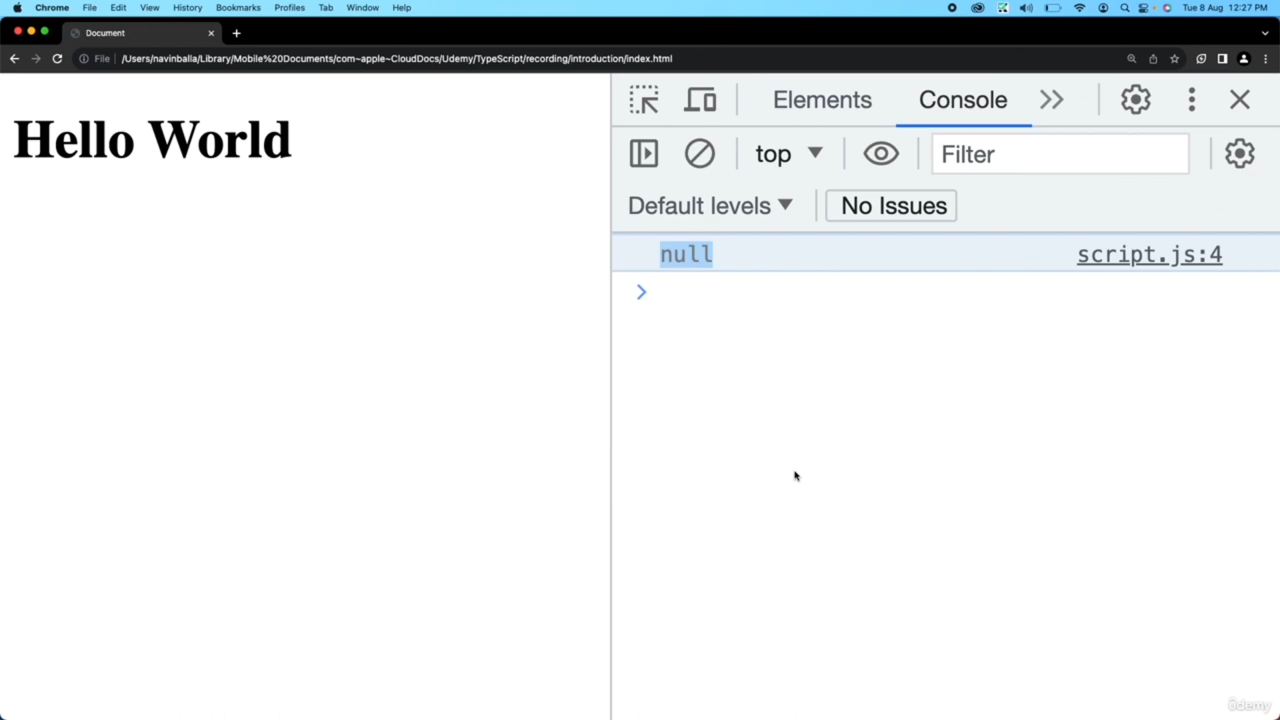 Chrome File Edit View History Bookmarks Profiles Tab Window Help Tue 8 Aug 12:27 PM
Document
File /Users/navinballa/Library/Mobile%20Documents/com~apple~CloudDocs/Udemy/TypeScript/recording/introduction/index.html
Hello World
Elements Console
top Filter
Default levels No Issues
null script.js:4
ûdemy